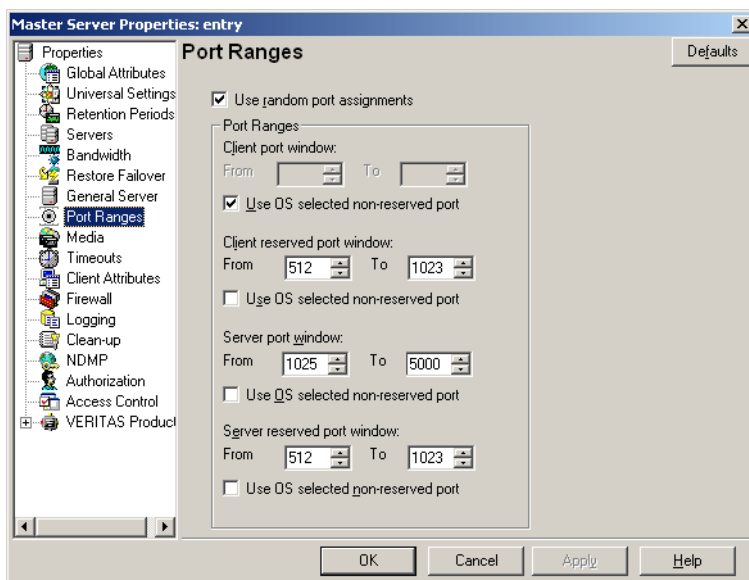 Master Server Properties: entry
Properties
Global Attributes
Universal Settings
Retention Periods
Servers
Bandwidth
Restore Failover
General Server
Port Ranges
Media
Timeouts
Client Attributes
Firewall
Logging
Clean-up
NDMP
Authorization
Access Control
VERITAS Product
Port Ranges
Defaults
Use random port assignments
Port Ranges
Client port window:
From To
Use OS selected non-reserved port
Client reserved port window:
From 512 To 1023
Use OS selected non-reserved port
Server port window:
From 1025 To 5000
Use OS selected non-reserved port
Server reserved port window:
From 512 To 1023
Use OS selected non-reserved port
OK Cancel Apply Help